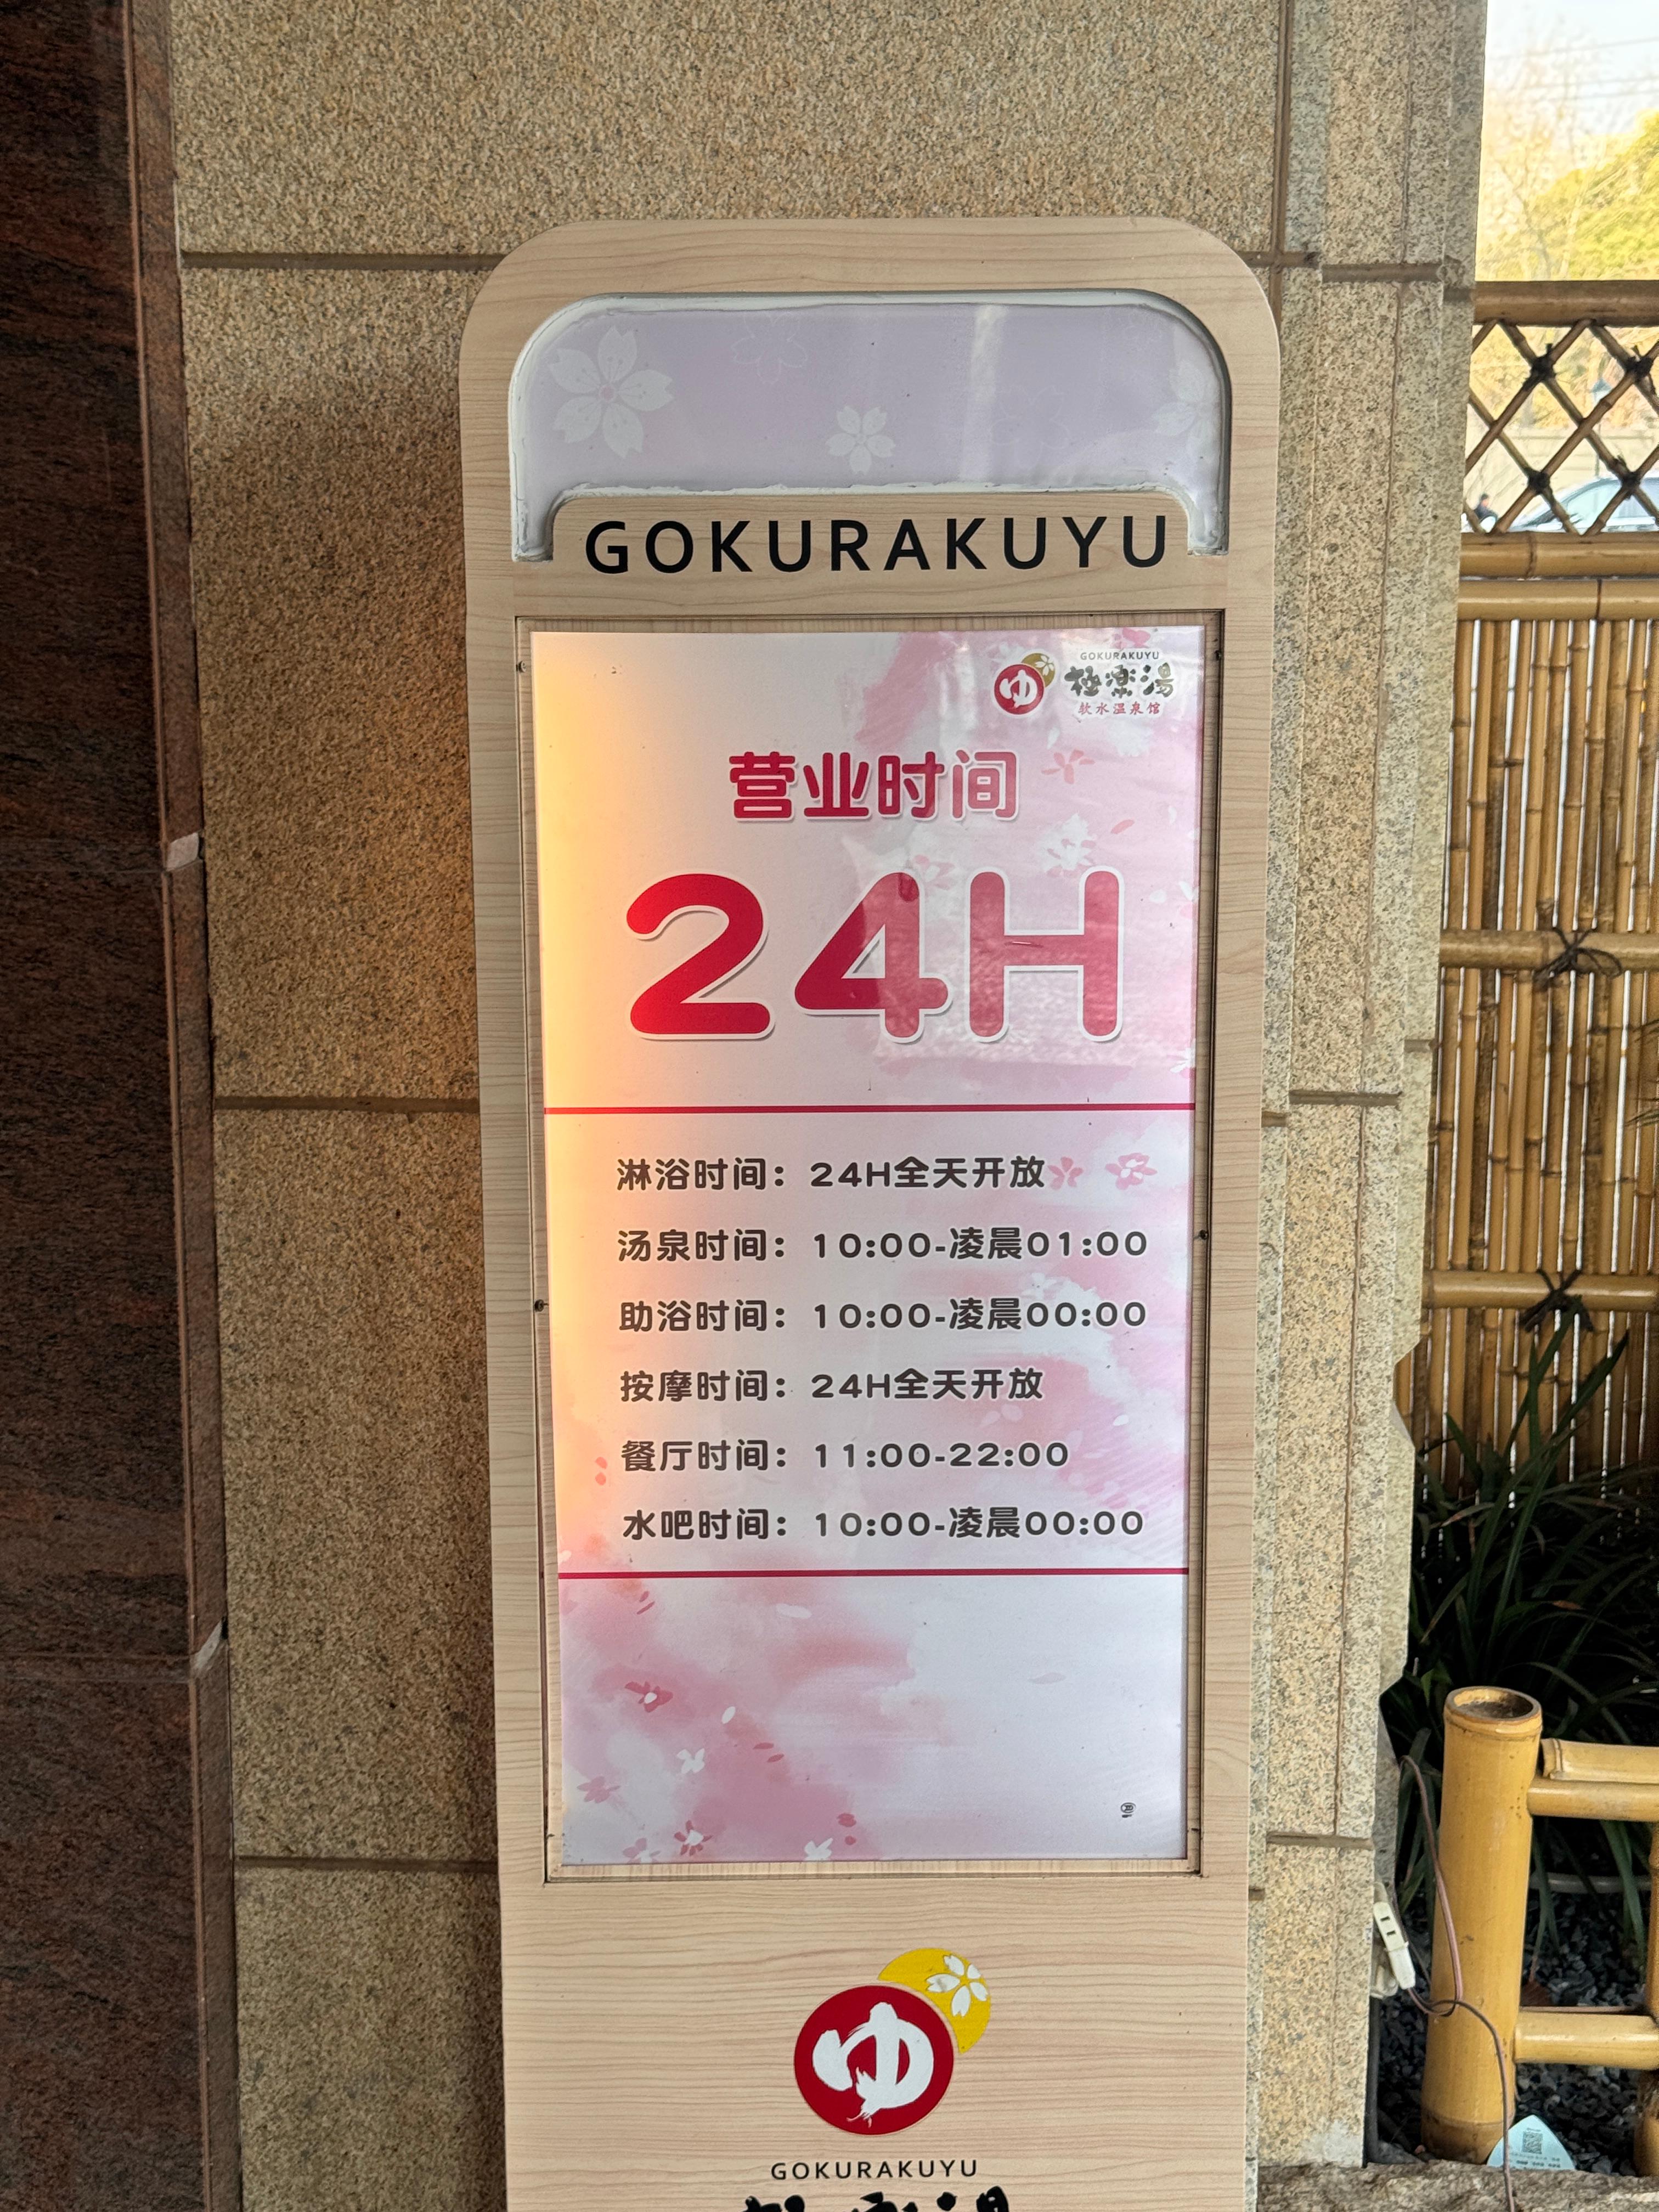 GOKURAKUYU
GOKURAKUYU
ゆ 極楽湯
软水温泉馆
营业时间
24H
淋浴时间：24H全天开放
汤泉时间：10:00-凌晨01:00
助浴时间：10:00-凌晨00:00
按摩时间：24H全天开放
餐厅时间：11:00-22:00
水吧时间：10:00-凌晨00:00
ゆ
GOKURAKUYU
極楽湯